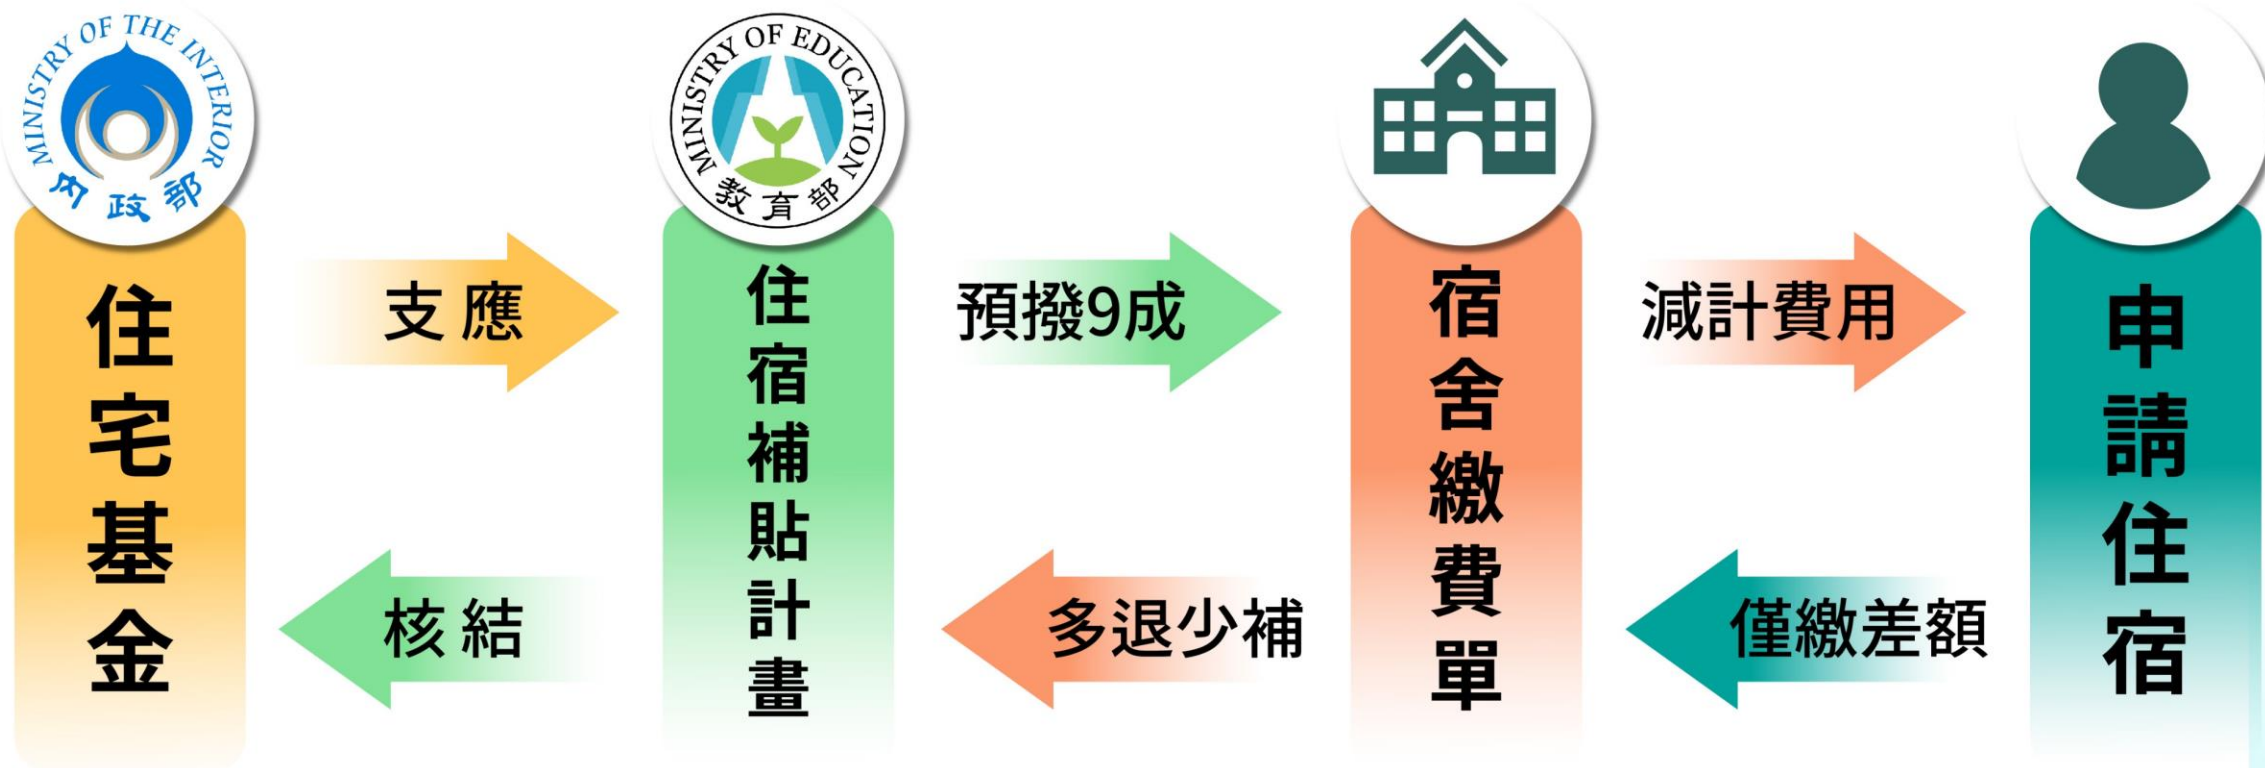 MINISTRY OF THE INTERIOR
內政部
住宅基金
支應
核結
MINISTRY OF EDUCATION
教育部
住宿補貼計畫
預撥9成
多退少補
宿舍繳費單
減計費用
僅繳差額
申請住宿